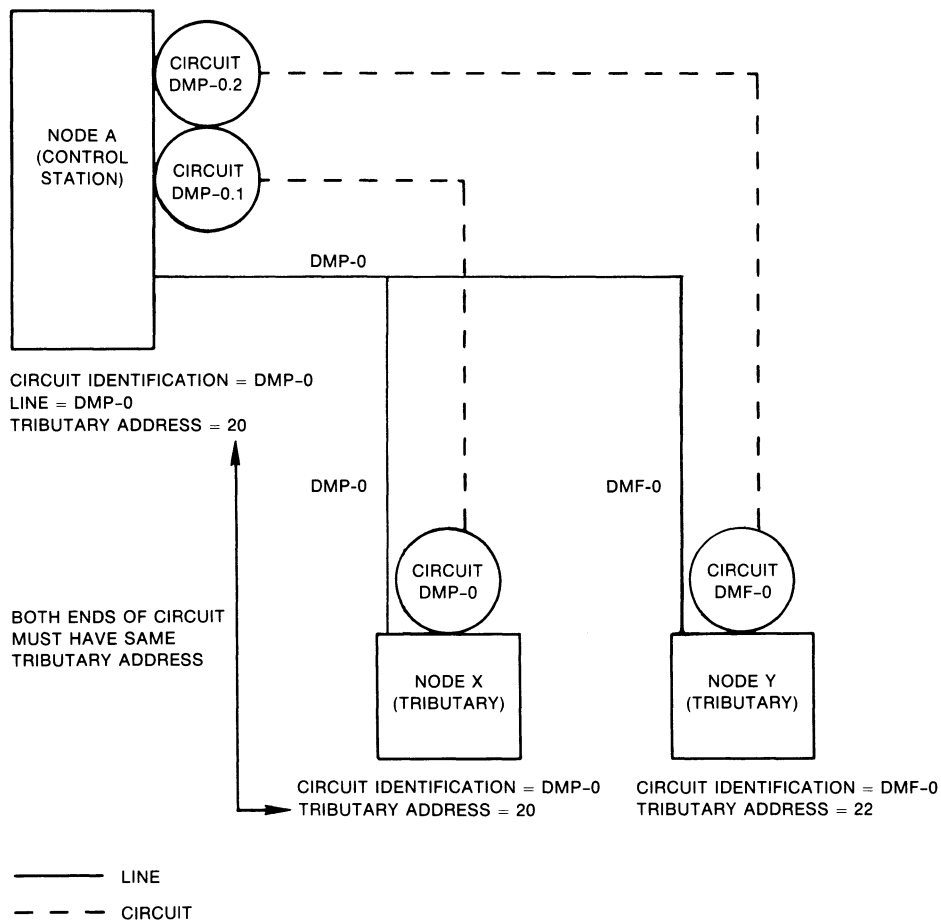 CIRCUIT
DMP-0.2
NODE A
(CONTROL
STATION)
CIRCUIT
DMP-0.1
DMP-0
CIRCUIT IDENTIFICATION = DMP-0
LINE = DMP-0
TRIBUTARY ADDRESS = 20
DMP-0
DMF-0
CIRCUIT
DMP-0
CIRCUIT
DMF-0
BOTH ENDS OF CIRCUIT
MUST HAVE SAME
TRIBUTARY ADDRESS
NODE X
(TRIBUTARY)
NODE Y
(TRIBUTARY)
CIRCUIT IDENTIFICATION = DMP-0
TRIBUTARY ADDRESS = 20
CIRCUIT IDENTIFICATION = DMF-0
TRIBUTARY ADDRESS = 22
LINE
CIRCUIT